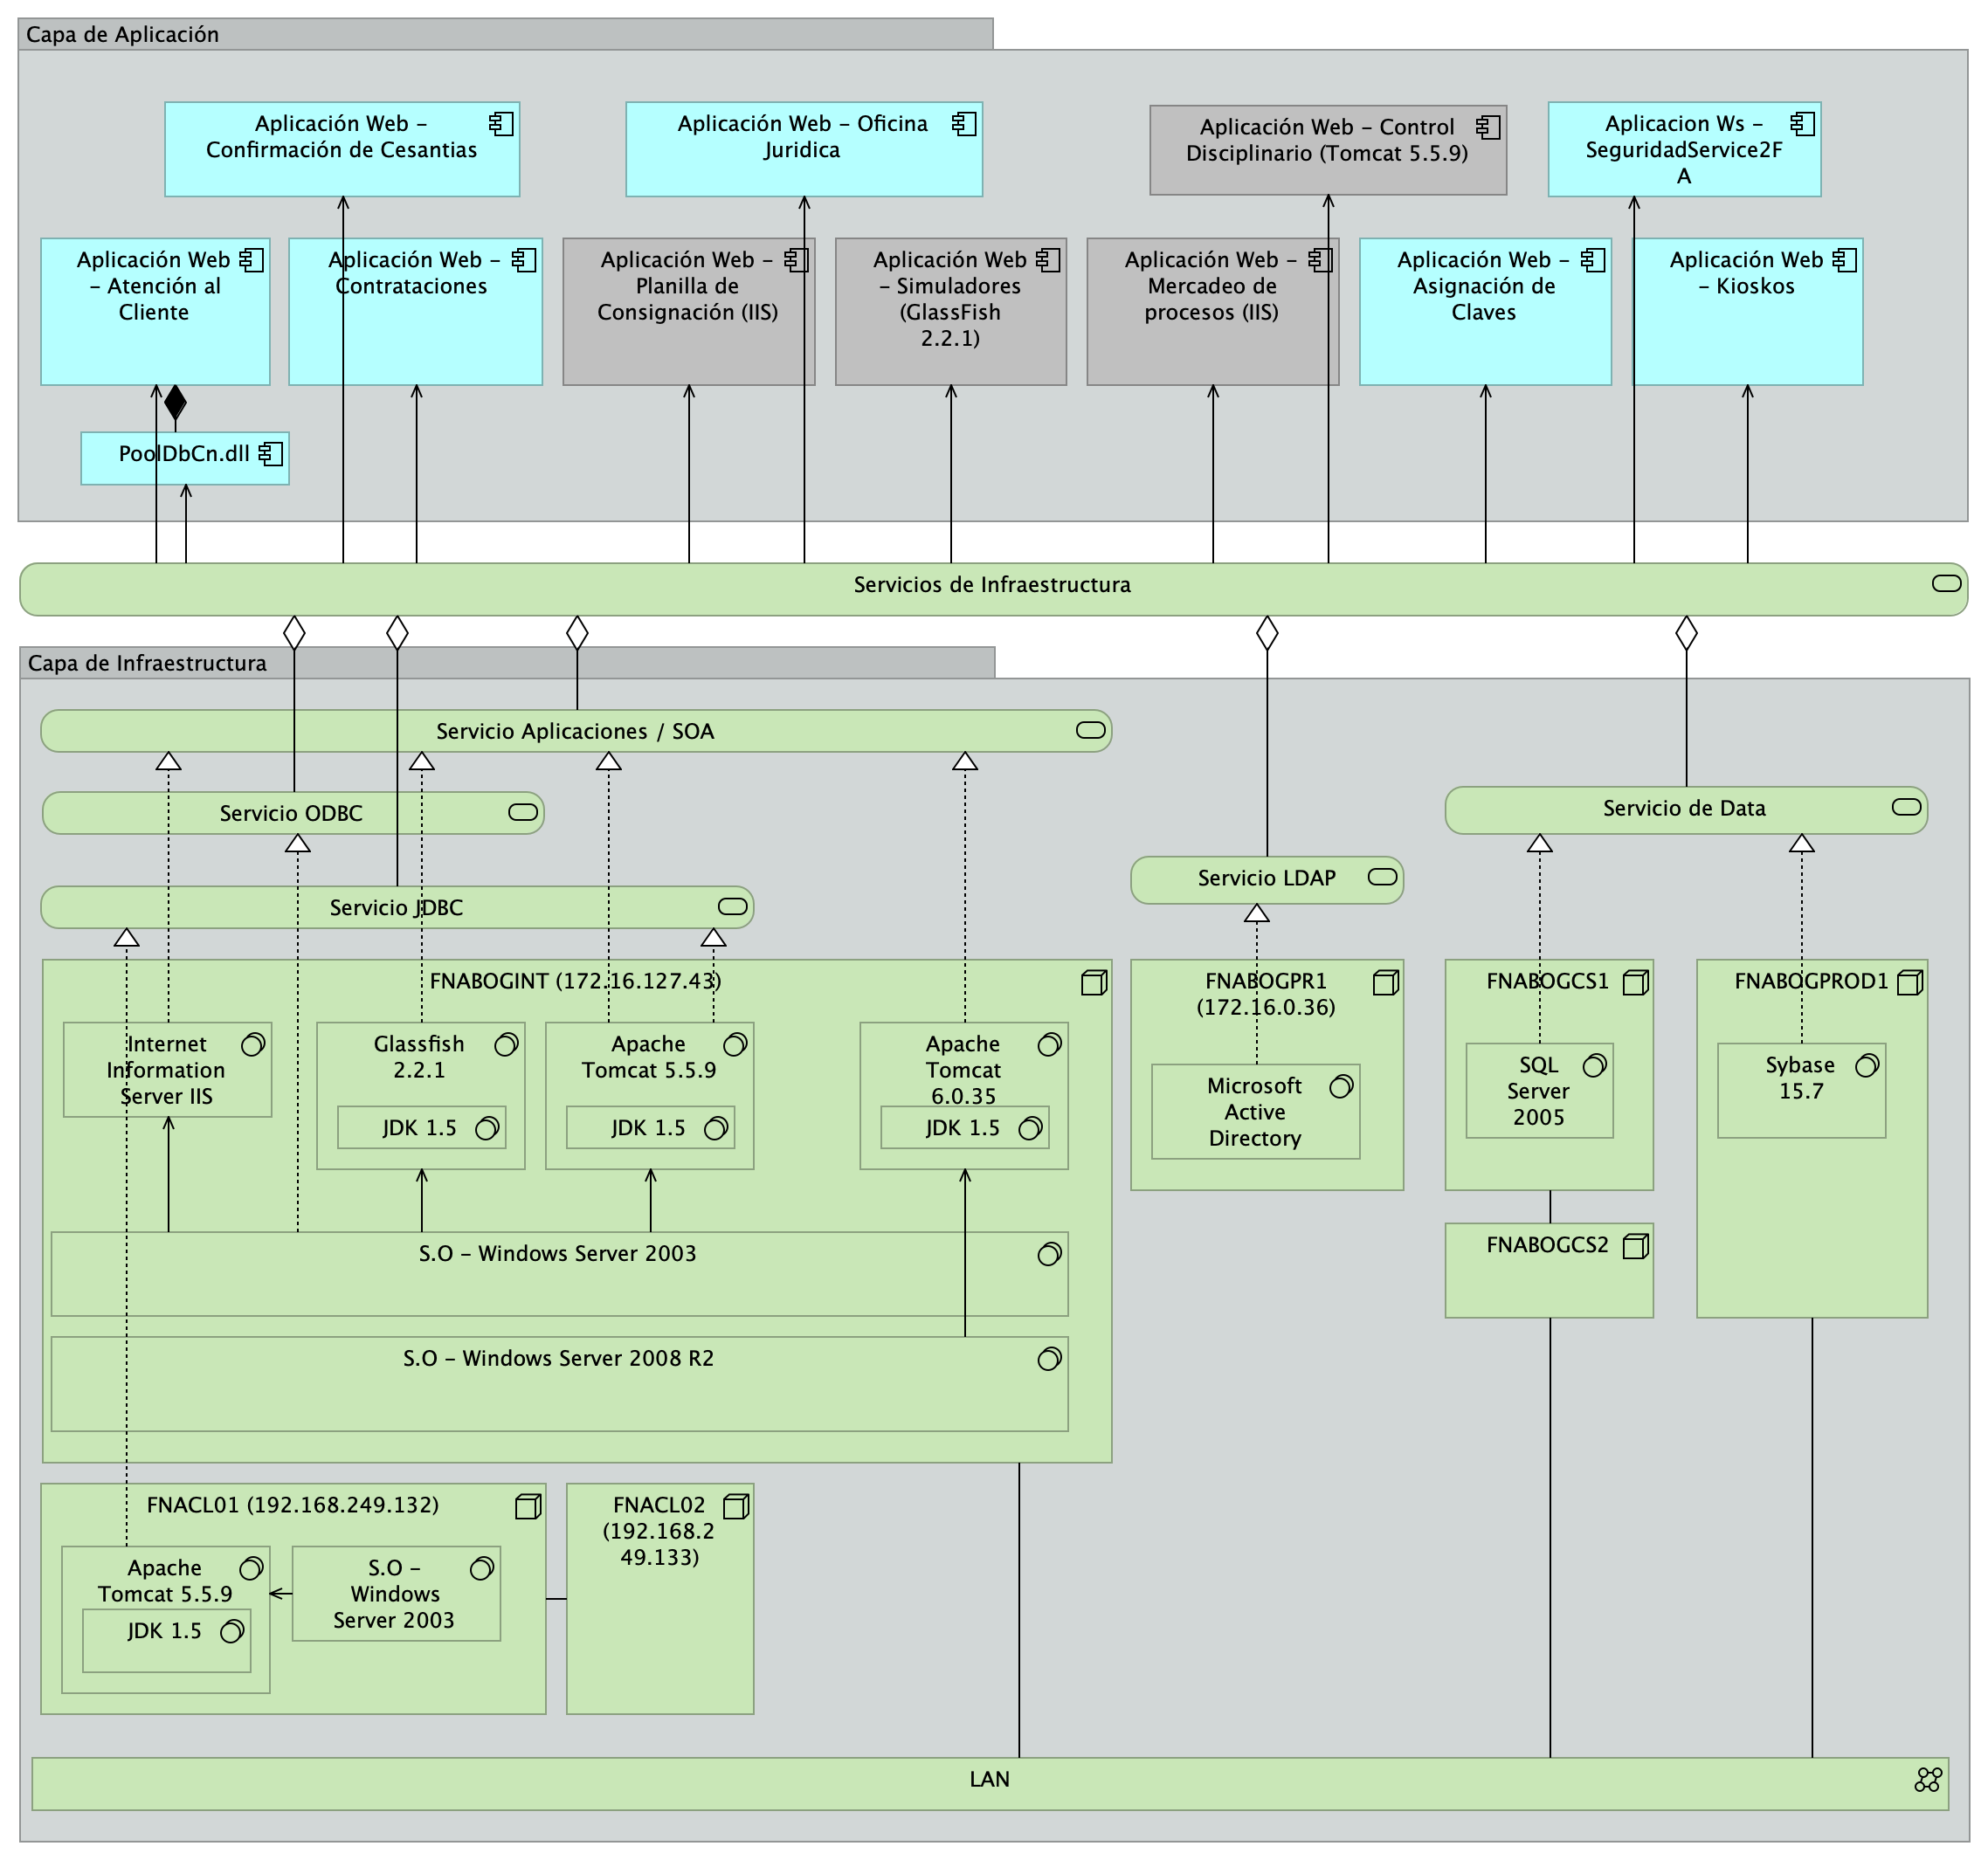 Capa de Aplicación
Aplicación Web –
Confirmación de Cesantias
Aplicación Web – Oficina
Juridica
Aplicación Web – Control
Disciplinario (Tomcat 5.5.9)
Aplicacion Ws –
SeguridadService2F
A
Aplicación Web
– Atención al
Cliente
Aplicación Web –
Contrataciones
Aplicación Web –
Planilla de
Consignación (IIS)
Aplicación Web
– Simuladores
(GlassFish
2.2.1)
Aplicación Web –
Mercadeo de
procesos (IIS)
Aplicación Web –
Asignación de
Claves
Aplicación Web
– Kioskos
PoolDbCn.dll
Servicios de Infraestructura
Capa de Infraestructura
Servicio Aplicaciones / SOA
Servicio ODBC
Servicio de Data
Servicio LDAP
Servicio JDBC
FNABOGINT (172.16.127.43)
FNABOGPR1
(172.16.0.36)
FNABOGCS1
FNABOGPROD1
Internet
Information
Server IIS
Glassfish
2.2.1
JDK 1.5
Apache
Tomcat 5.5.9
JDK 1.5
Apache
Tomcat
6.0.35
JDK 1.5
Microsoft
Active
Directory
SQL
Server
2005
Sybase
15.7
S.O – Windows Server 2003
FNABOGCS2
S.O – Windows Server 2008 R2
FNACL01 (192.168.249.132)
FNACL02
(192.168.2
49.133)
Apache
Tomcat 5.5.9
JDK 1.5
S.O –
Windows
Server 2003
LAN